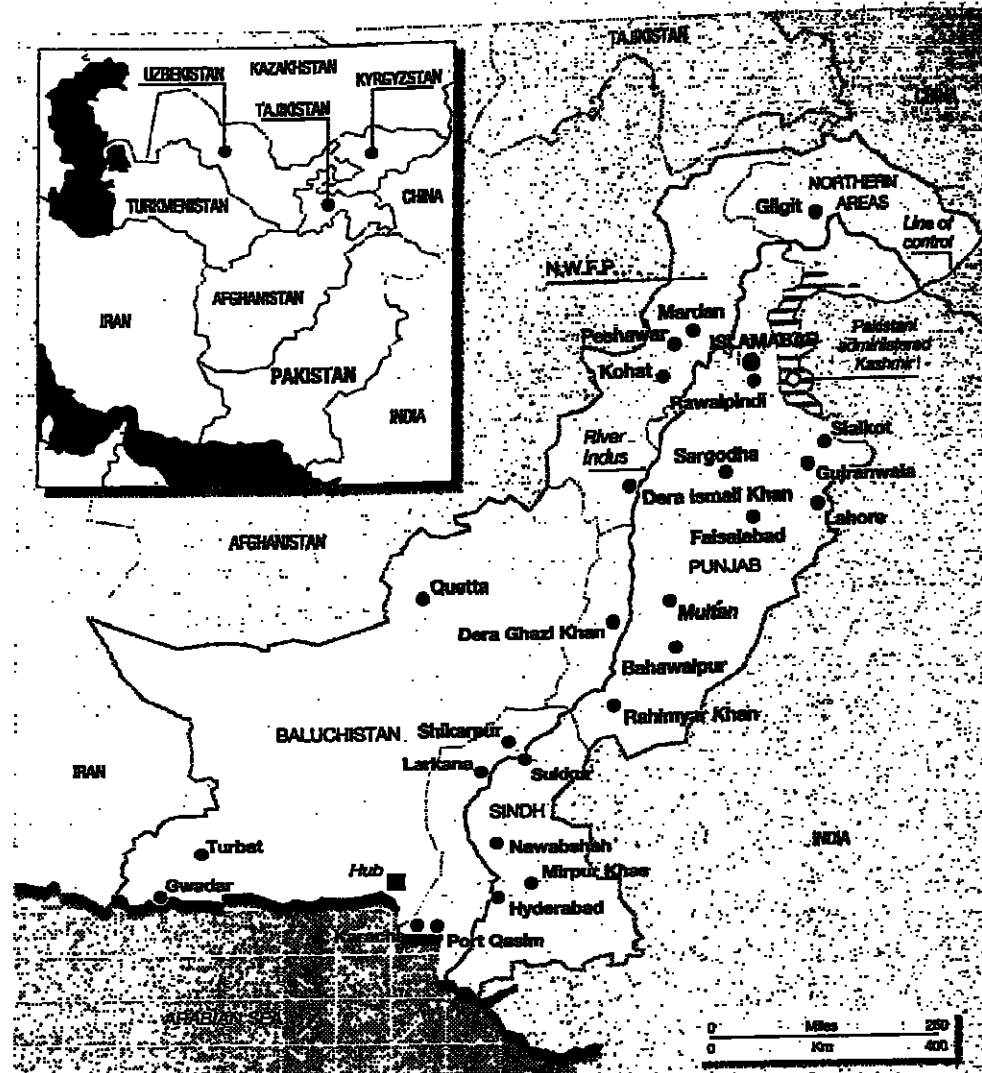 UZBEKISTAN
KAZAKHSTAN
KYRGYZSTAN
TAJIKISTAN
CHINA
TURKMENISTAN
AFGHANISTAN
IRAN
PAKISTAN
INDIA
TAJIKISTAN
CHINA
NORTHERN
AREAS
Gilgit
Line of
control
N.W.F.P.
Mardan
Peshawar
ISLAMABAD
Pakistani
administered
Kashmir
Kohat
Rawalpindi
River
Indus
Sialkot
Sargodha
Gujranwala
Dera Ismail Khan
Lahore
Faisalabad
AFGHANISTAN
PUNJAB
Quetta
Multan
Dera Ghazi Khan
Bahawalpur
Rahimyar Khan
BALUCHISTAN
Shikarpur
IRAN
Larkana
Sukkur
SINDH
INDIA
Turbat
Nawabshah
Hub
Mirpur Khas
Gwadar
Hyderabad
Karachi
Port Qasim
ARABIAN SEA
0 Miles 250
0 Km 400